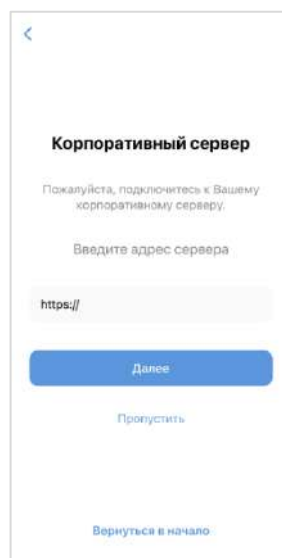 Корпоративный сервер
Пожалуйста, подключитесь к Вашему
корпоративному серверу.
Введите адрес сервера
https://
Далее
Пропустить
Вернуться в начало